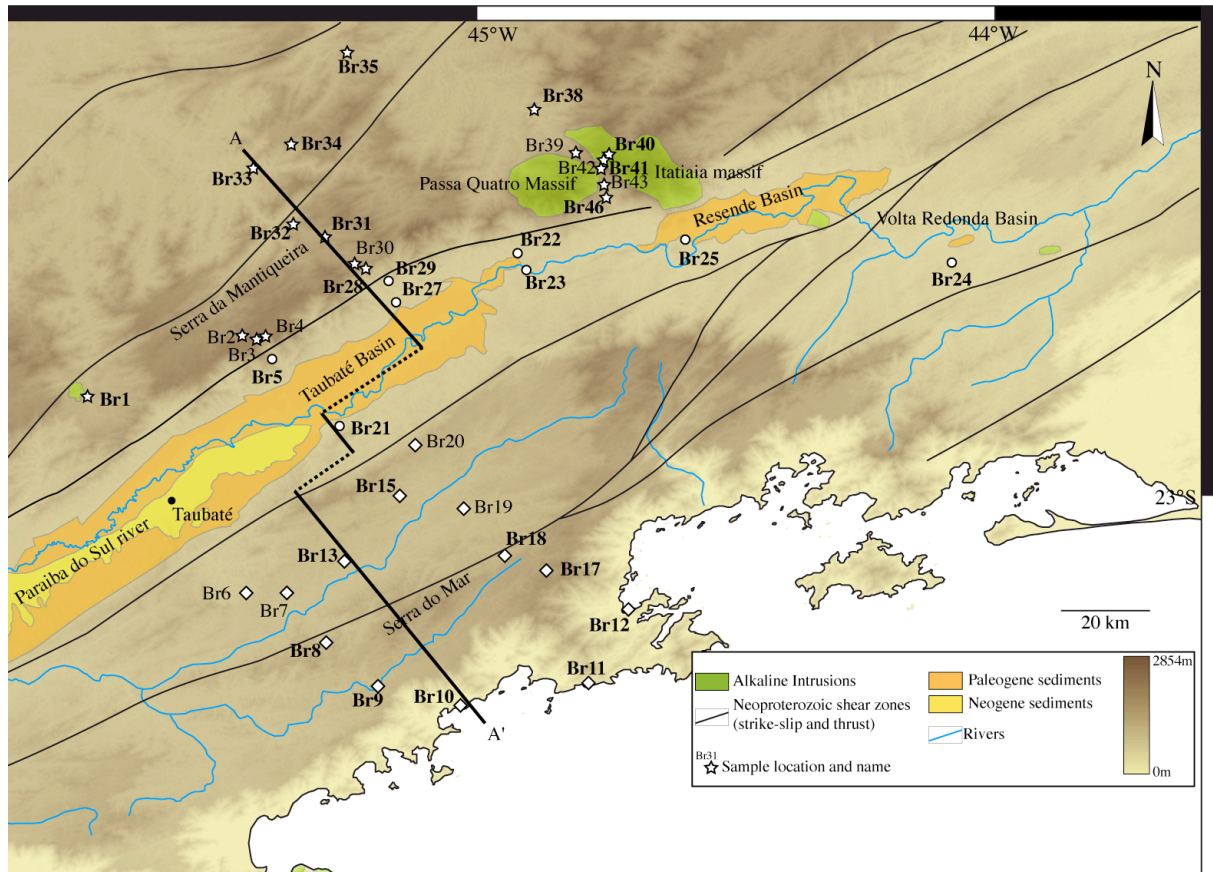 45°W
44°W
N
Br35
Br38
A
Br34
Br39
Br40
Br33
Br42
Br41
Itatiaia massif
Passa Quatro Massif
Br43
Br46
Resende Basin
Volta Redonda Basin
Br32
Br31
Br30
Br22
Br25
Br29
Br28
Br23
Br24
Br27
Serra da Mantiqueira
Br2
Br4
Br3
Br5
Taubaté Basin
Br1
Br21
Br20
Br15
23°S
Taubaté
Br19
Paraiba do Sul river
Br18
Br13
Br17
Br6
Br7
Serra do Mar
Br12
20 km
Br8
Br11
Br9
Br10
A'
Alkaline Intrusions
Neoproterozoic shear zones
(strike-slip and thrust)
Br31
Sample location and name
Paleogene sediments
Neogene sediments
Rivers
2854m
0m